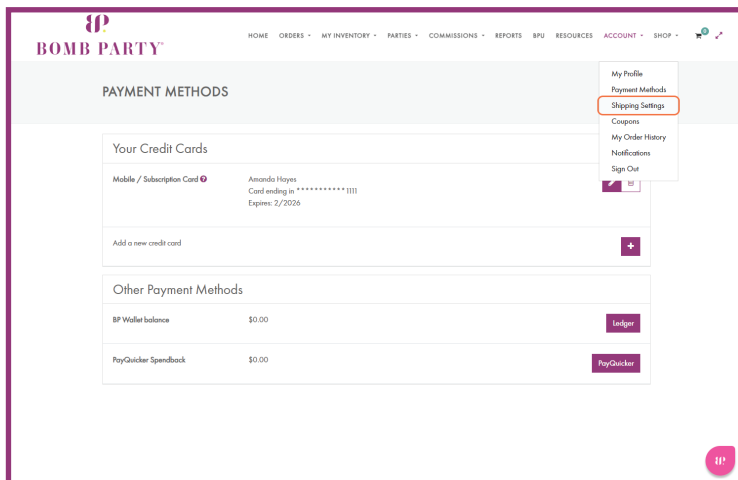 BOMB PARTY
HOME ORDERS MY INVENTORY PARTIES COMMISSIONS REPORTS BPU RESOURCES ACCOUNT SHOP 0
My Profile
Payment Methods
Shipping Settings
Coupons
My Order History
Notifications
Sign Out
PAYMENT METHODS
Your Credit Cards
Mobile / Subscription Card ? Amanda Hayes
Card ending in ***********1111
Expires: 2/2026
Add a new credit card +
Other Payment Methods
BP Wallet balance $0.00 Ledger
PayQuicker Spendback $0.00 PayQuicker